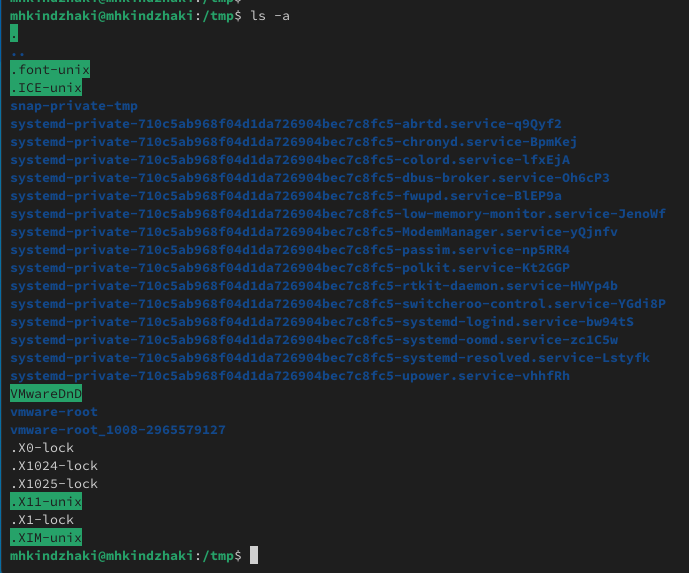 mhkindzhaki@mhkindzhaki:/tmp$ ls -a
.
..
.font-unix
.ICE-unix
snap-private-tmp
systemd-private-710c5ab968f04d1da726904bec7c8fc5-abrtd.service-q9Qyf2
systemd-private-710c5ab968f04d1da726904bec7c8fc5-chronyd.service-BpmKej
systemd-private-710c5ab968f04d1da726904bec7c8fc5-colord.service-lfxEjA
systemd-private-710c5ab968f04d1da726904bec7c8fc5-dbus-broker.service-Oh6cP3
systemd-private-710c5ab968f04d1da726904bec7c8fc5-fwupd.service-BlEP9a
systemd-private-710c5ab968f04d1da726904bec7c8fc5-low-memory-monitor.service-JenoWf
systemd-private-710c5ab968f04d1da726904bec7c8fc5-ModemManager.service-yQjnfv
systemd-private-710c5ab968f04d1da726904bec7c8fc5-passim.service-np5RR4
systemd-private-710c5ab968f04d1da726904bec7c8fc5-polkit.service-Kt2GGP
systemd-private-710c5ab968f04d1da726904bec7c8fc5-rtkit-daemon.service-HWYp4b
systemd-private-710c5ab968f04d1da726904bec7c8fc5-switcheroo-control.service-YGdi8P
systemd-private-710c5ab968f04d1da726904bec7c8fc5-systemd-logind.service-bw94tS
systemd-private-710c5ab968f04d1da726904bec7c8fc5-systemd-oomd.service-zc1C5w
systemd-private-710c5ab968f04d1da726904bec7c8fc5-systemd-resolved.service-Lstyfk
systemd-private-710c5ab968f04d1da726904bec7c8fc5-upower.service-vhhfRh
VMwareDnD
vmware-root
vmware-root_1008-2965579127
.X0-lock
.X1024-lock
.X1025-lock
.X11-unix
.X1-lock
.XIM-unix
mhkindzhaki@mhkindzhaki:/tmp$